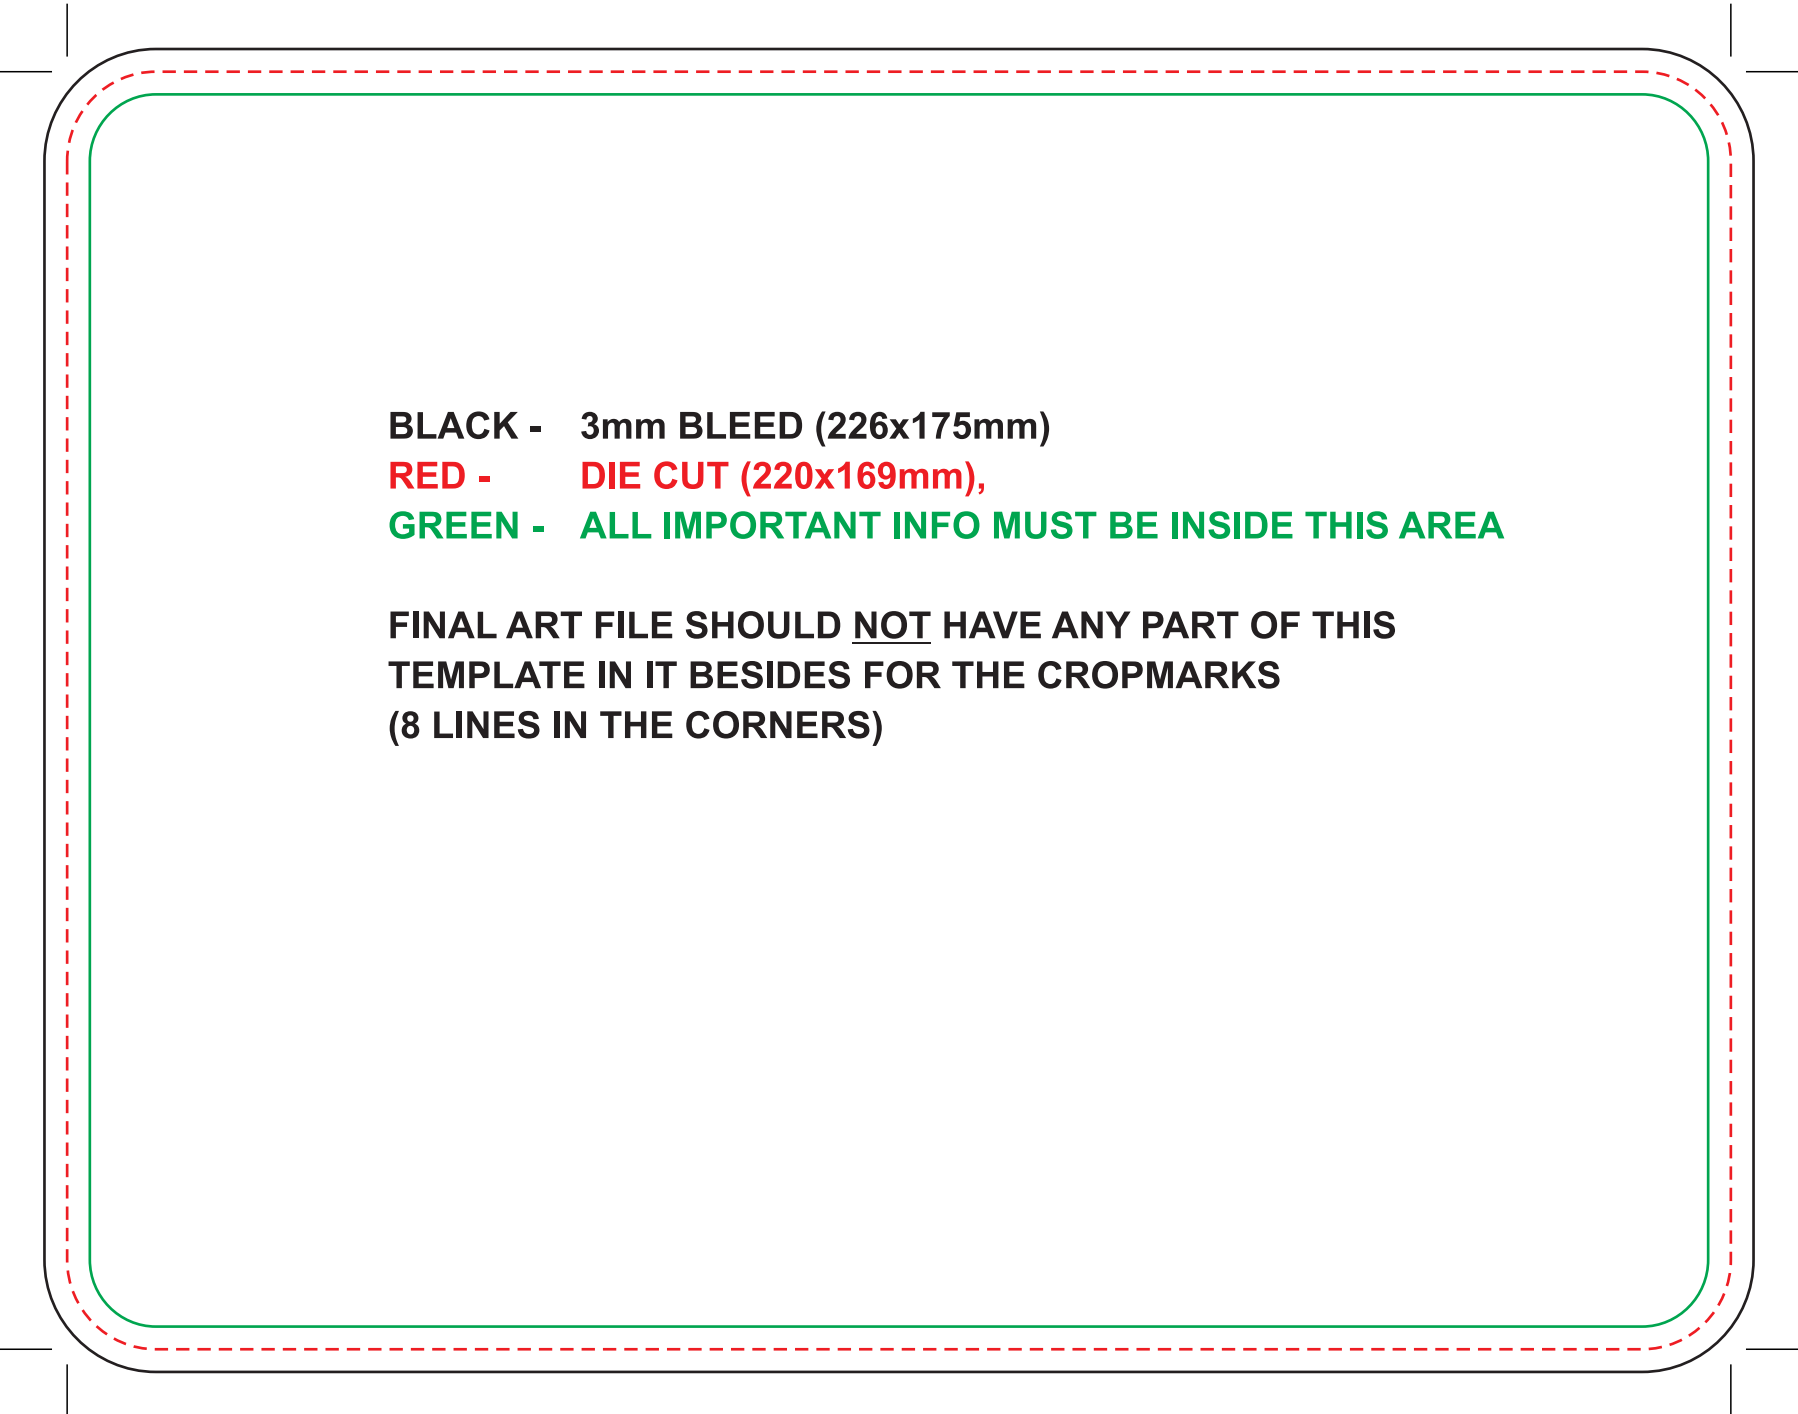 BLACK - 3mm BLEED (226x175mm)
RED - DIE CUT (220x169mm),
GREEN - ALL IMPORTANT INFO MUST BE INSIDE THIS AREA
FINAL ART FILE SHOULD NOT HAVE ANY PART OF THIS
TEMPLATE IN IT BESIDES FOR THE CROPMARKS
(8 LINES IN THE CORNERS)